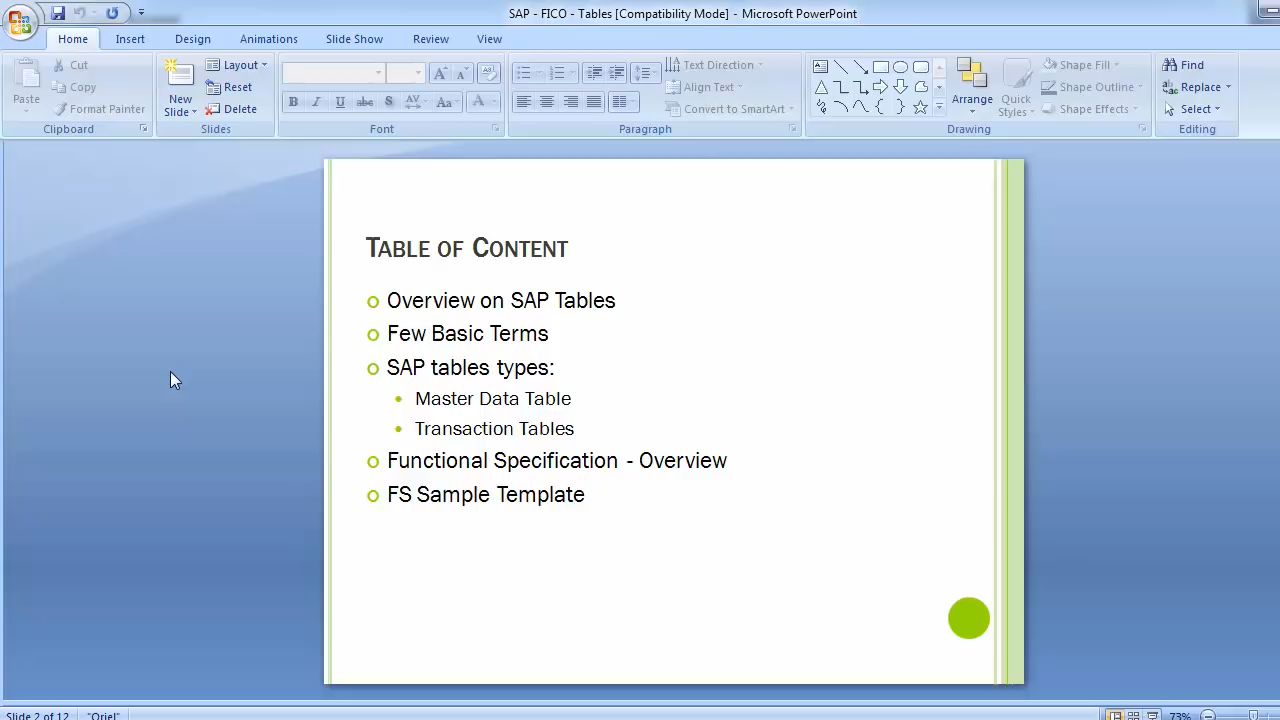 SAP - FICO - Tables [Compatibility Mode] - Microsoft PowerPoint
Home Insert Design Animations Slide Show Review View
Paste Cut Copy Format Painter
Clipboard
New Slide Layout Reset Delete
Slides
B I U abc S AV Aa A
Font
Text Direction Align Text Convert to SmartArt
Paragraph
Arrange Quick Styles Shape Fill Shape Outline Shape Effects
Drawing
Find Replace Select
Editing
TABLE OF CONTENT
Overview on SAP Tables
Few Basic Terms
SAP tables types:
Master Data Table
Transaction Tables
Functional Specification - Overview
FS Sample Template
Slide 2 of 12 "Oriel" 73%